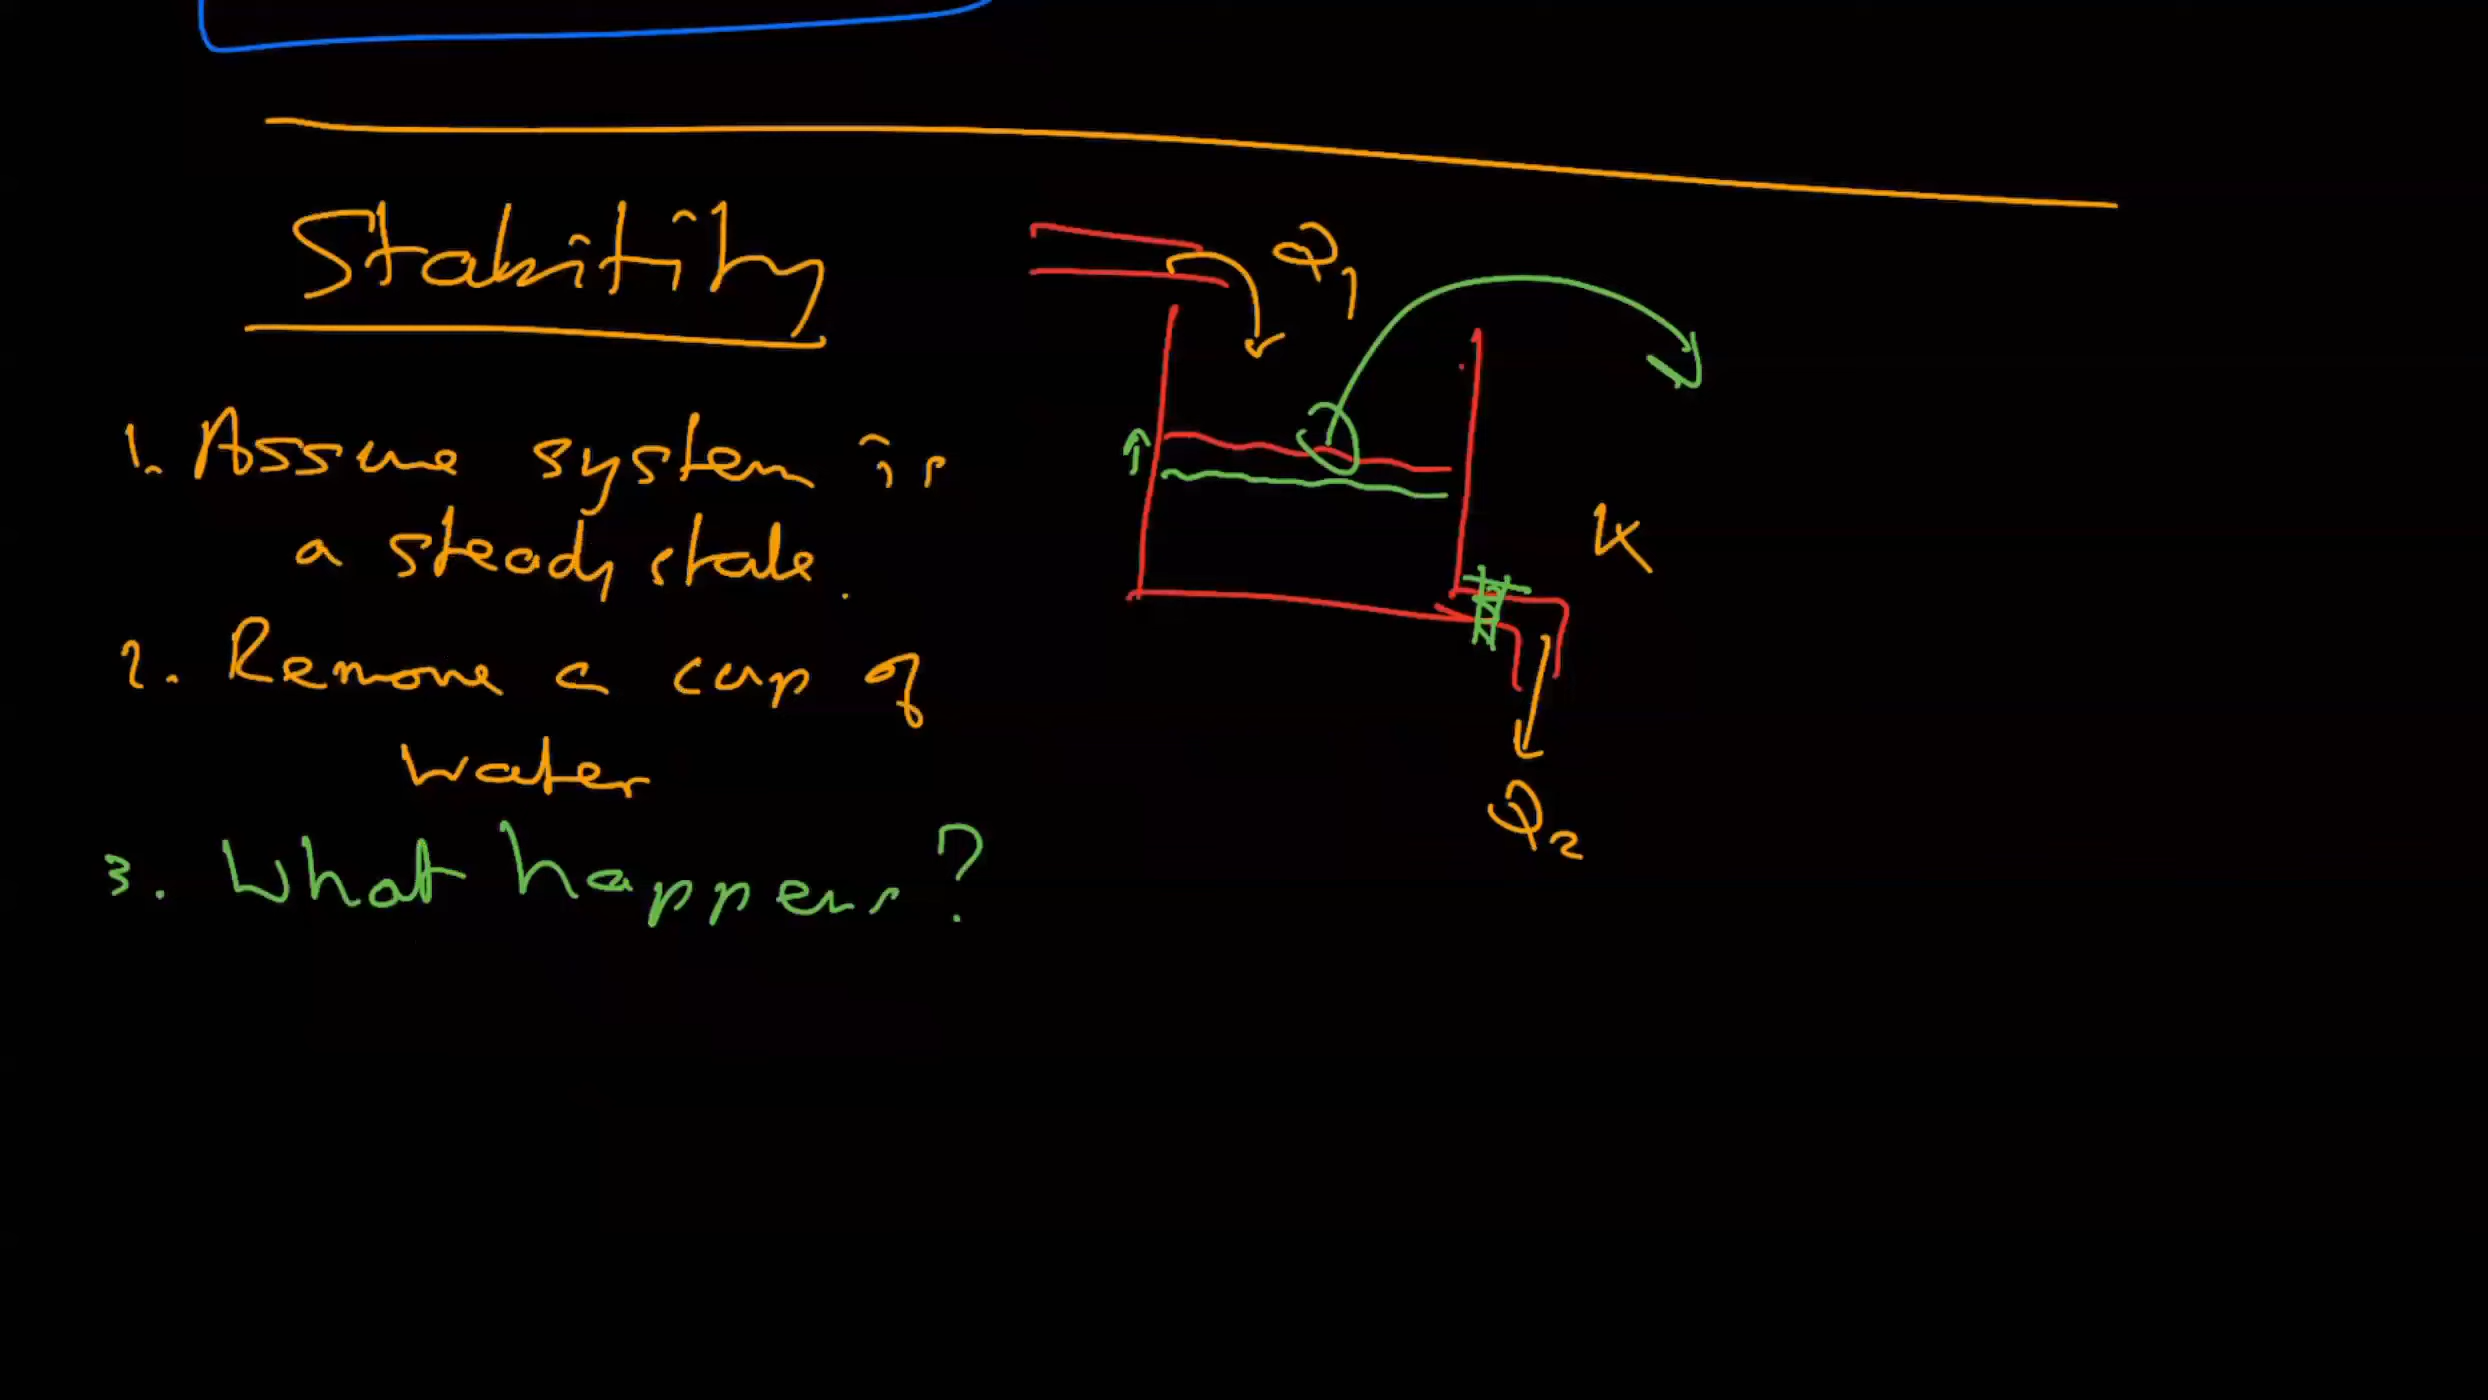 Stability
1. Assume system is
a steady state.
2. Remove a cup of
water
3. What happens?
Q1
K
Q2